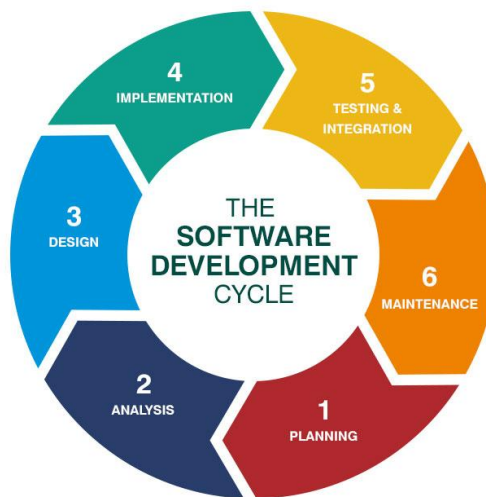 THE
SOFTWARE
DEVELOPMENT
CYCLE
1
PLANNING
2
ANALYSIS
3
DESIGN
4
IMPLEMENTATION
5
TESTING &
INTEGRATION
6
MAINTENANCE